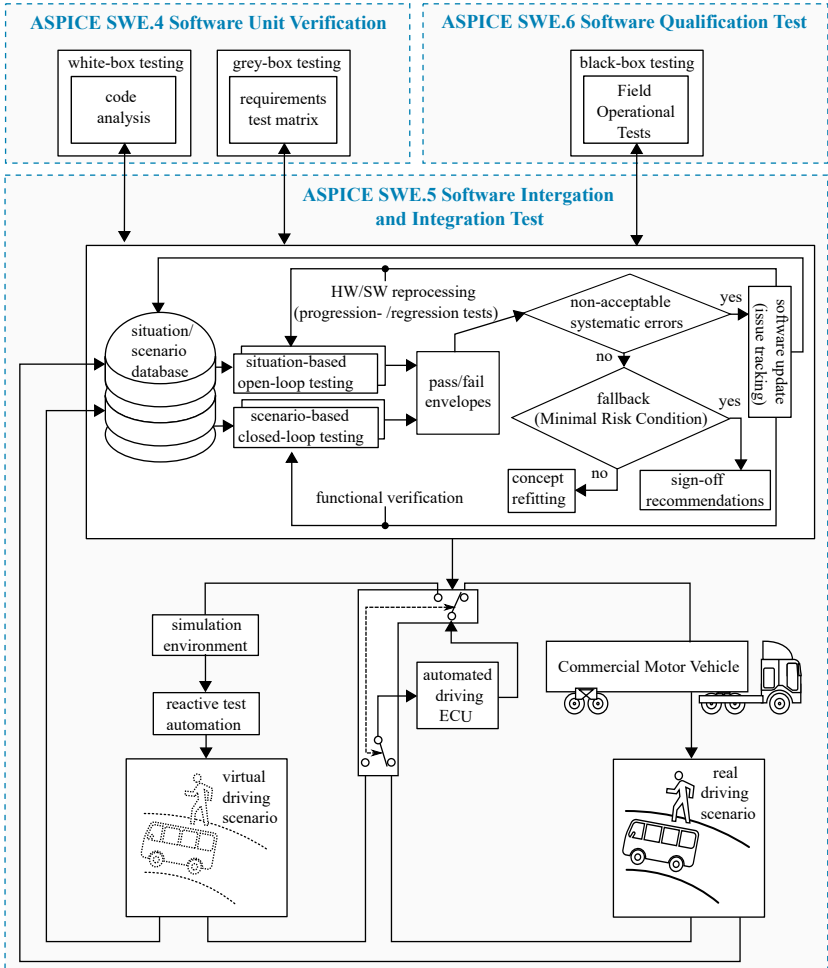 ASPICE SWE.4 Software Unit Verification
white-box testing
code
analysis
grey-box testing
requirements
test matrix
ASPICE SWE.6 Software Qualification Test
black-box testing
Field
Operational
Tests
ASPICE SWE.5 Software Intergation
and Integration Test
HW/SW reprocessing
(progression- /regression tests)
non-acceptable
systematic errors
yes
software update
(issue tracking)
situation/
scenario
database
situation-based
open-loop testing
pass/fail
envelopes
no
scenario-based
closed-loop testing
fallback
(Minimal Risk Condition)
yes
no
concept
refitting
sign-off
recommendations
functional verification
simulation
environment
reactive test
automation
automated
driving
ECU
Commercial Motor Vehicle
virtual
driving
scenario
real
driving
scenario